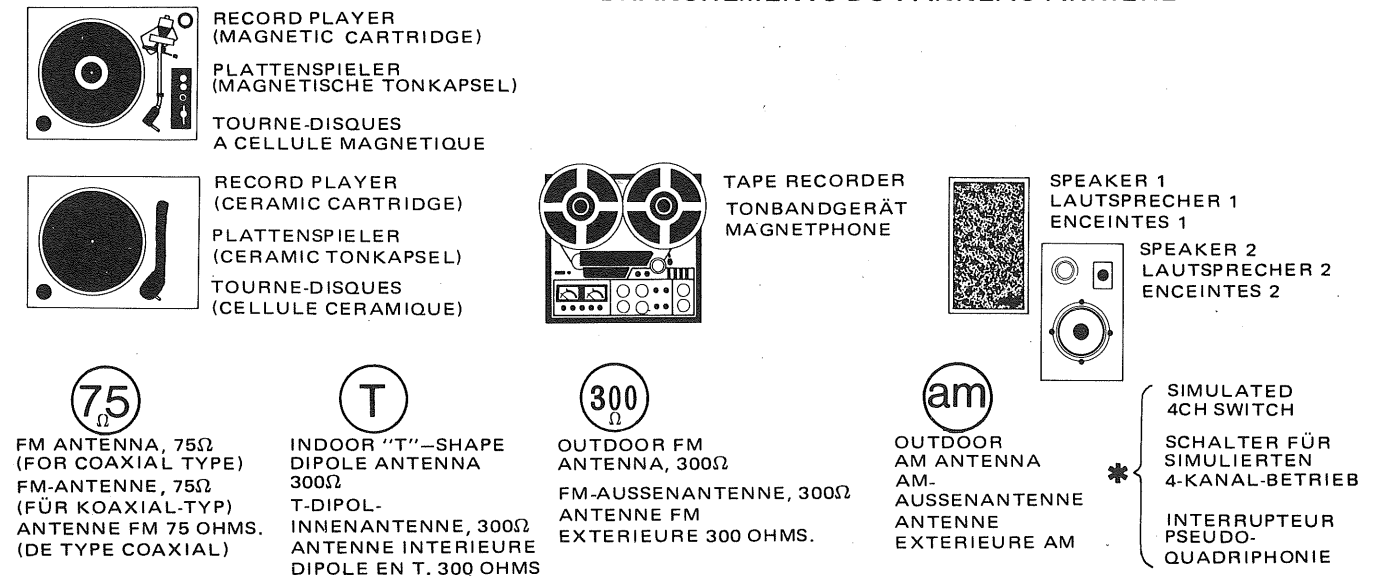 RECORD PLAYER
(MAGNETIC CARTRIDGE)
PLATTENSPIELER
(MAGNETISCHE TONKAPSEL)
TOURNE-DISQUES
A CELLULE MAGNETIQUE
RECORD PLAYER
(CERAMIC CARTRIDGE)
PLATTENSPIELER
(CERAMIC TONKAPSEL)
TOURNE-DISQUES
(CELLULE CERAMIQUE)
TAPE RECORDER
TONBANDGERÄT
MAGNETPHONE
SPEAKER 1
LAUTSPRECHER 1
ENCEINTES 1
SPEAKER 2
LAUTSPRECHER 2
ENCEINTES 2
75
Ω
FM ANTENNA, 75Ω
(FOR COAXIAL TYPE)
FM-ANTENNE, 75Ω
(FÜR KOAXIAL-TYP)
ANTENNE FM 75 OHMS.
(DE TYPE COAXIAL)
T
INDOOR "T"—SHAPE
DIPOLE ANTENNA
300Ω
T-DIPOL-
INNENANTENNE, 300Ω
ANTENNE INTERIEURE
DIPOLE EN T. 300 OHMS
300
Ω
OUTDOOR FM
ANTENNA, 300Ω
FM-AUSSENANTENNE, 300Ω
ANTENNE FM
EXTERIEURE 300 OHMS.
am
OUTDOOR
AM ANTENNA
AM-
AUSSENANTENNE
ANTENNE
EXTERIEURE AM
*
SIMULATED
4CH SWITCH
SCHALTER FÜR
SIMULIERTEN
4-KANAL-BETRIEB
INTERRUPTEUR
PSEUDO-
QUADRIPHONIE